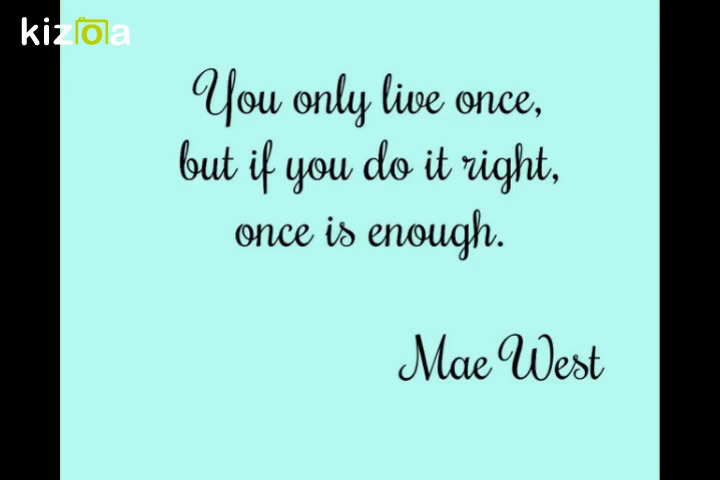 kizoa
You only live once,
but if you do it right,
once is enough.
Mae West